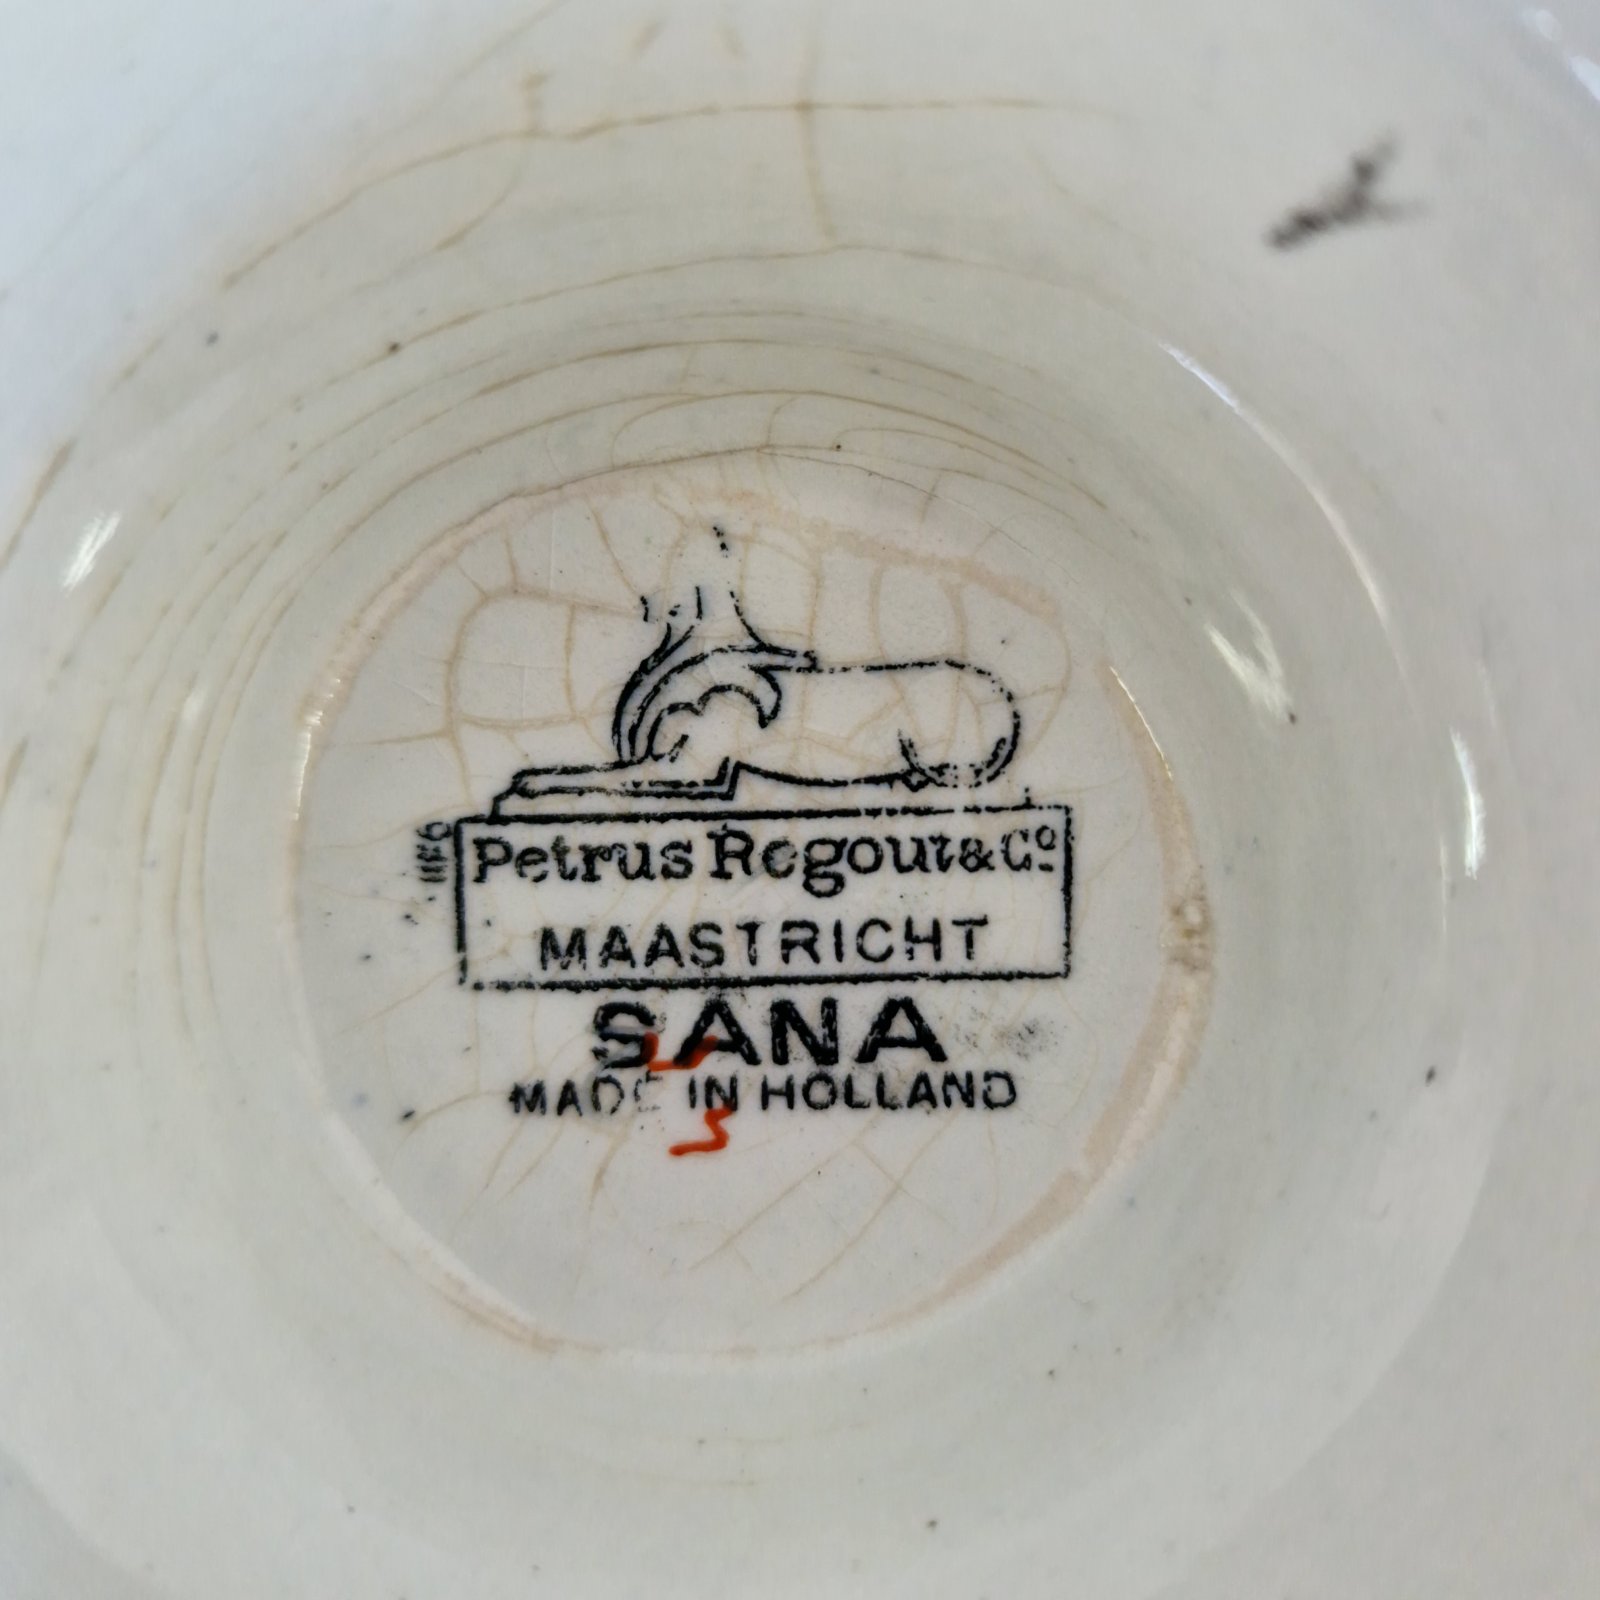 Petrus Regout & Cº
MAASTRICHT
SANA
MADE IN HOLLAND